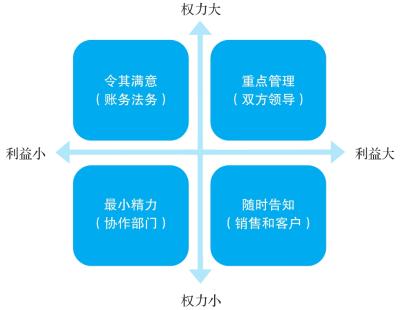 权力大
令其满意
（账务法务）
重点管理
（双方领导）
利益小
利益大
最小精力
（协作部门）
随时告知
（销售和客户）
权力小